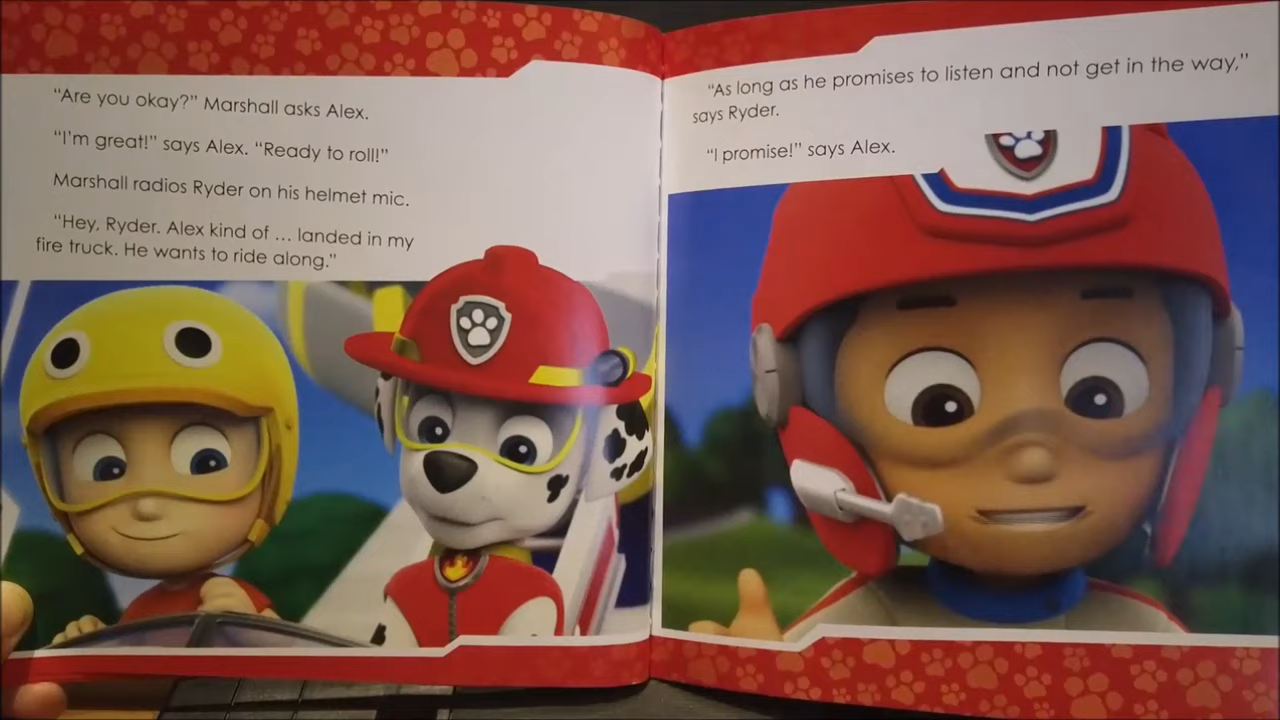 “Are you okay?” Marshall asks Alex.
“I’m great!” says Alex. “Ready to roll!”
Marshall radios Ryder on his helmet mic.
“Hey, Ryder. Alex kind of ... landed in my
fire truck. He wants to ride along.”
“As long as he promises to listen and not get in the way,”
says Ryder.
“I promise!” says Alex.